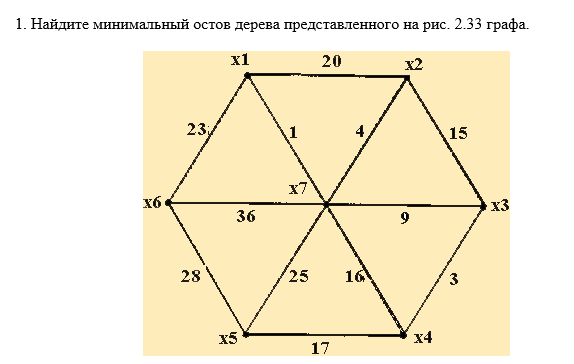 1. Найдите минимальный остов дерева представленного на рис. 2.33 графа.
x1
20
x2
23
1
4
15
x7
x6
36
9
x3
28
25
16
3
x5
17
x4